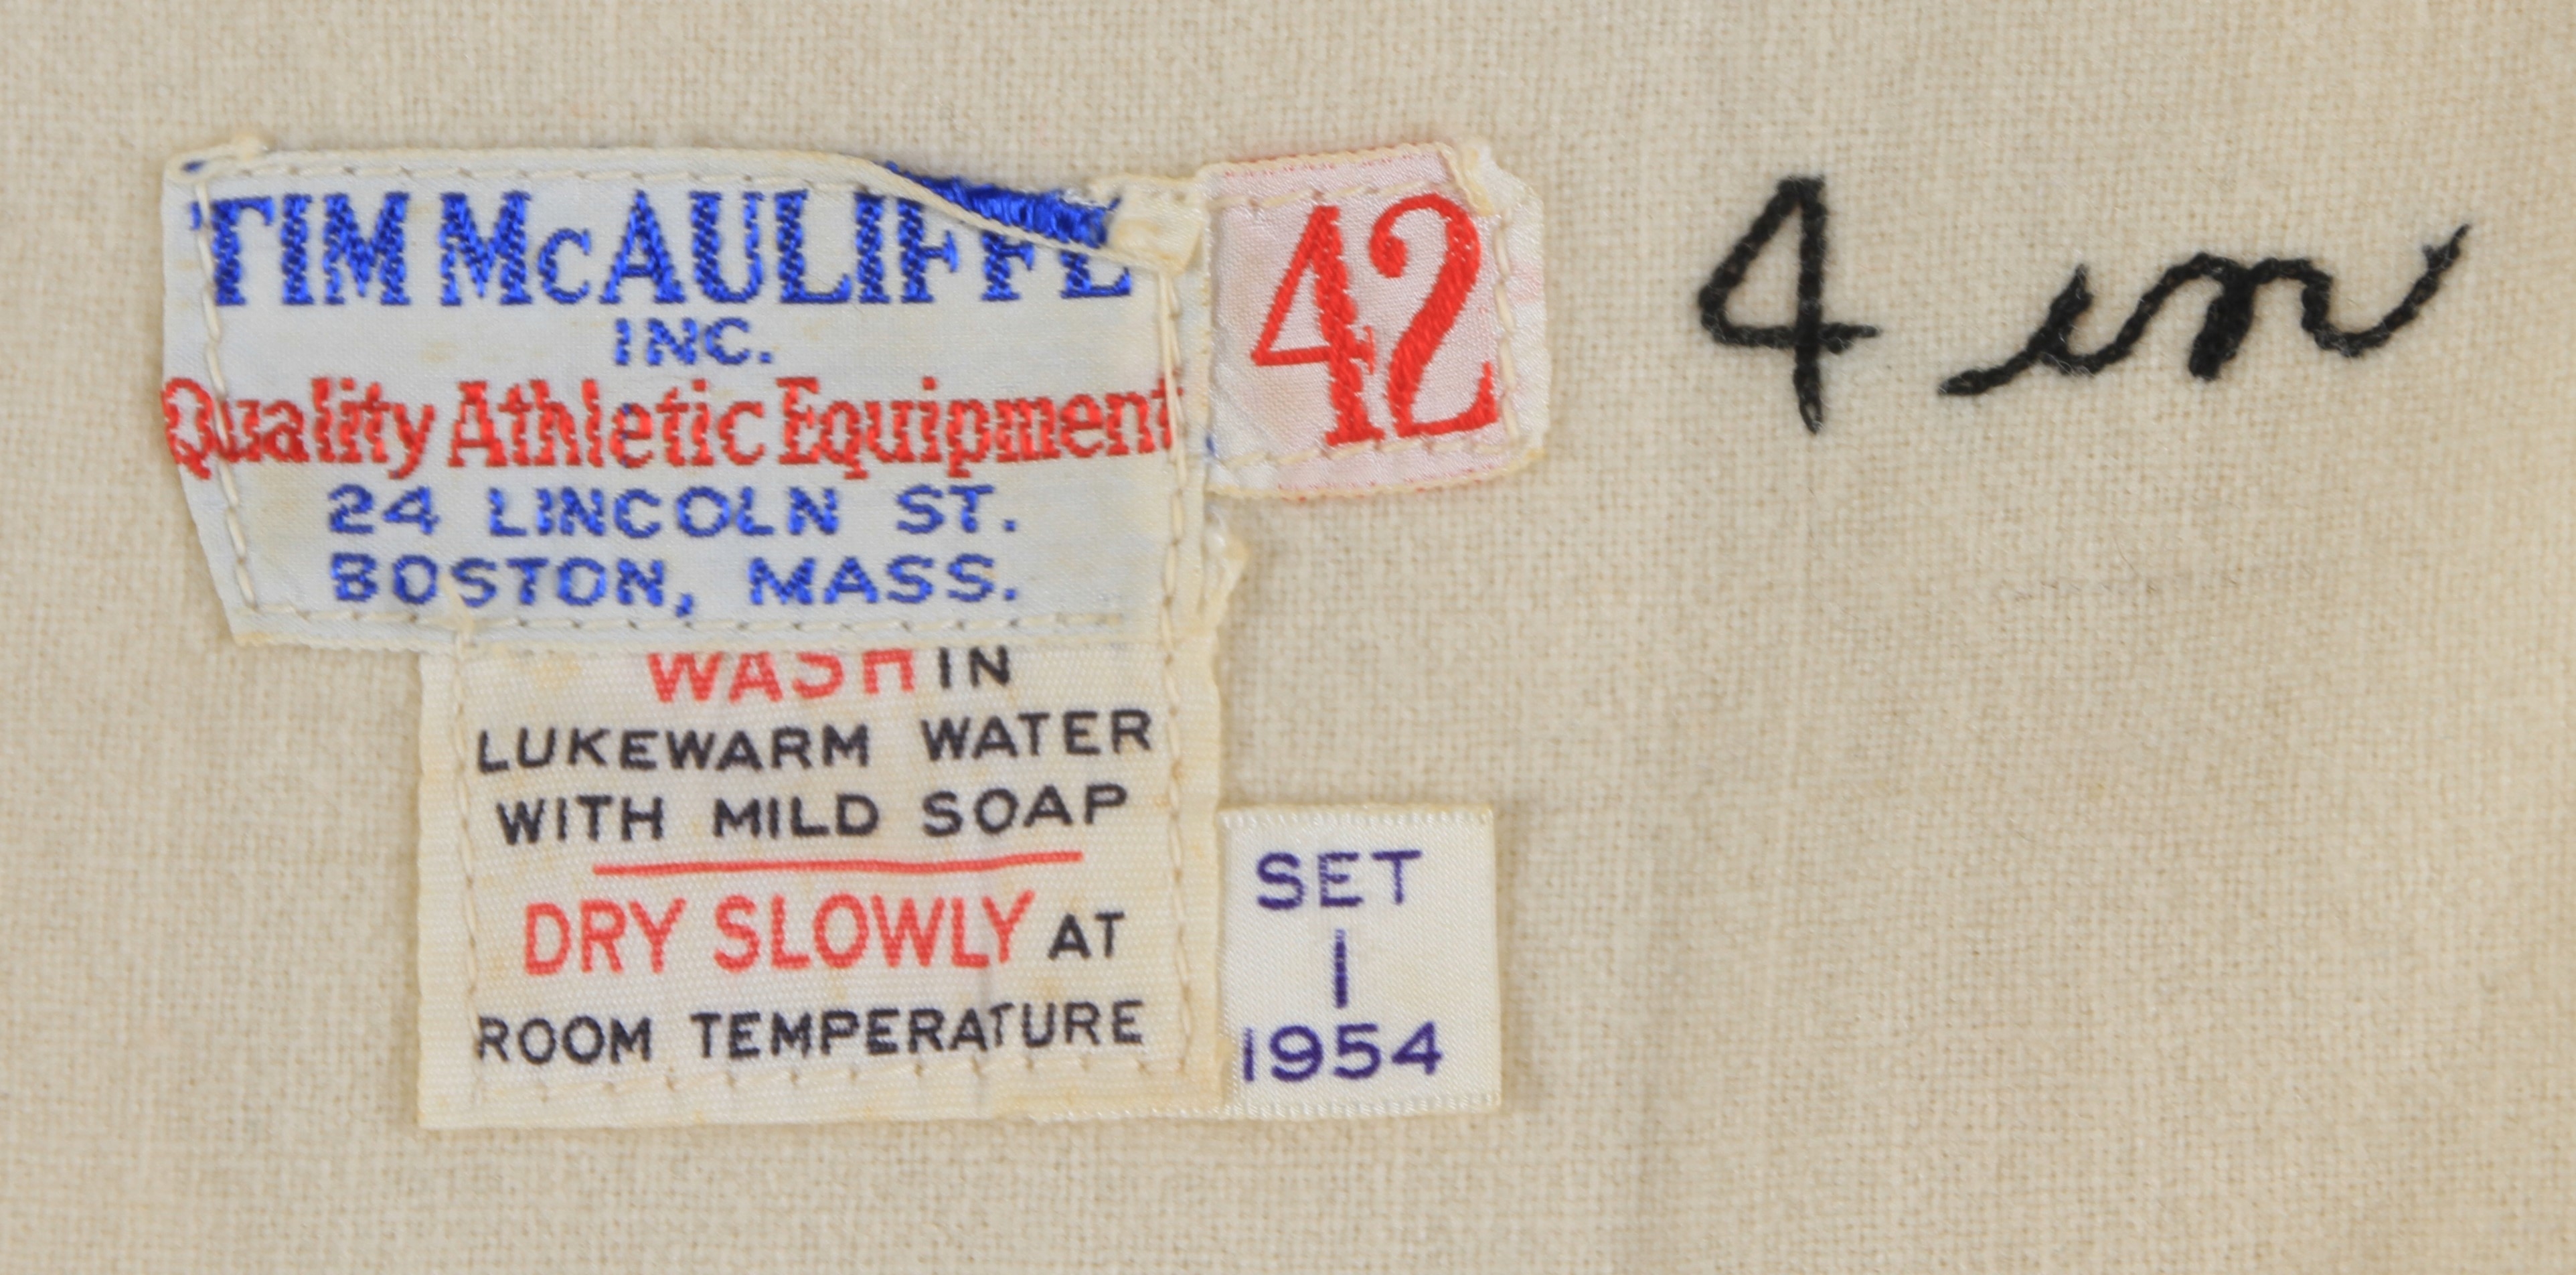 TIM McAULIFFE
INC.
Quality Athletic Equipment
24 LINCOLN ST.
BOSTON, MASS.
42
4 in
WASH IN
LUKEWARM WATER
WITH MILD SOAP
DRY SLOWLY AT
ROOM TEMPERATURE
SET
1
1954